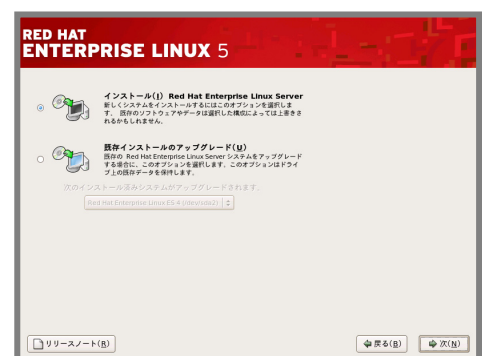 RED HAT
ENTERPRISE LINUX 5
インストール(I) Red Hat Enterprise Linux Server
新しくシステムをインストールするにはこのオプションを選択しま
す。 既存のソフトウェアやデータは選択した構成によっては上書きさ
れるかもしれません。
既存インストールのアップグレード(U)
既存の Red Hat Enterprise Linux Server システムをアップグレード
する場合に、このオプションを選択します。このオプションはドライ
ブ上の既存データを保持します。
次のインストール済みシステムがアップグレードされます。
Red Hat Enterprise Linux ES 4 (/dev/sda2)
リリースノート(R)
戻る(B)
次(N)